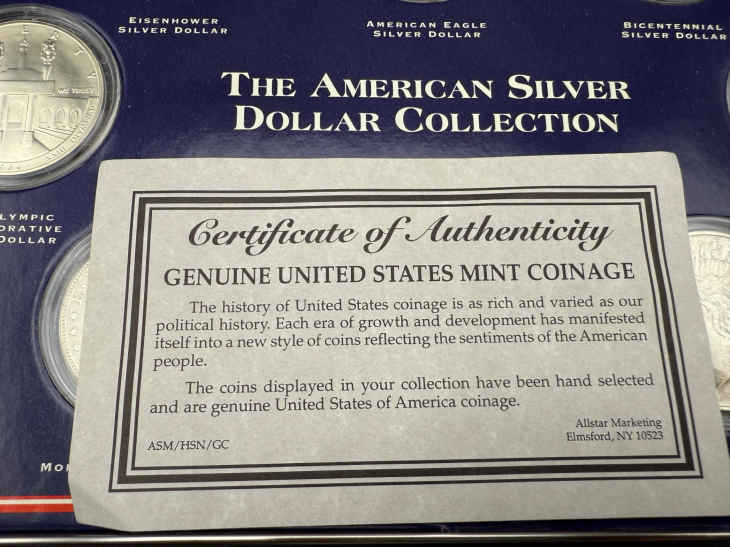 EISENHOWER
SILVER DOLLAR
AMERICAN EAGLE
SILVER DOLLAR
BICENTENNIAL
SILVER DOLLAR
THE AMERICAN SILVER
DOLLAR COLLECTION
LYMPIC
ORATIVE
DOLLAR
Certificate of Authenticity
GENUINE UNITED STATES MINT COINAGE
The history of United States coinage is as rich and varied as our
political history. Each era of growth and development has manifested
itself into a new style of coins reflecting the sentiments of the American
people.
The coins displayed in your collection have been hand selected
and are genuine United States of America coinage.
Allstar Marketing
Elmsford, NY 10523
ASM/HSN/GC
MO